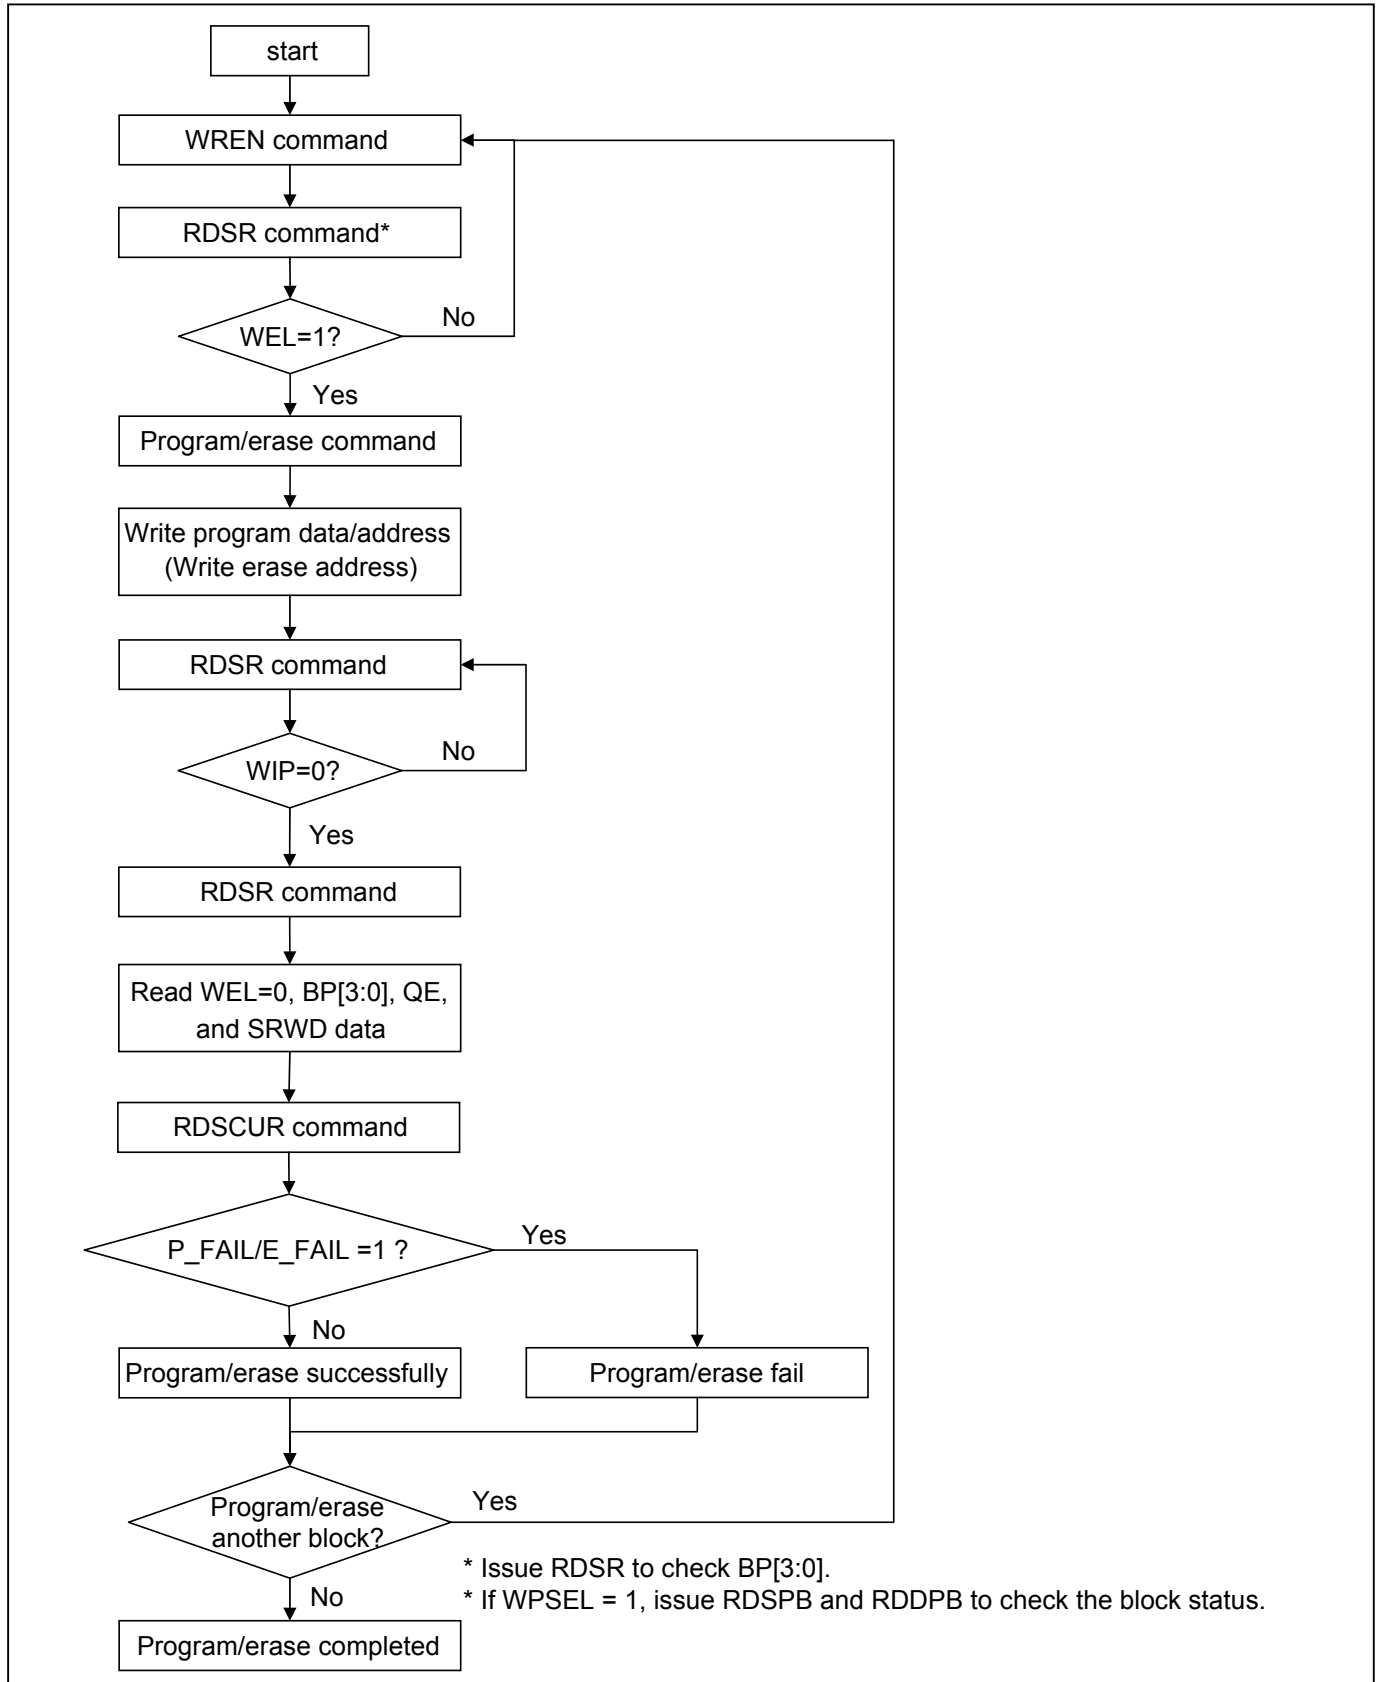 start
WREN command
RDSR command*
WEL=1?
No
Yes
Program/erase command
Write program data/address
(Write erase address)
RDSR command
WIP=0?
No
Yes
RDSR command
Read WEL=0, BP[3:0], QE,
and SRWD data
RDSCUR command
P_FAIL/E_FAIL =1 ?
Yes
No
Program/erase successfully
Program/erase fail
Program/erase
another block?
Yes
* Issue RDSR to check BP[3:0].
* If WPSEL = 1, issue RDSPB and RDDPB to check the block status.
No
Program/erase completed